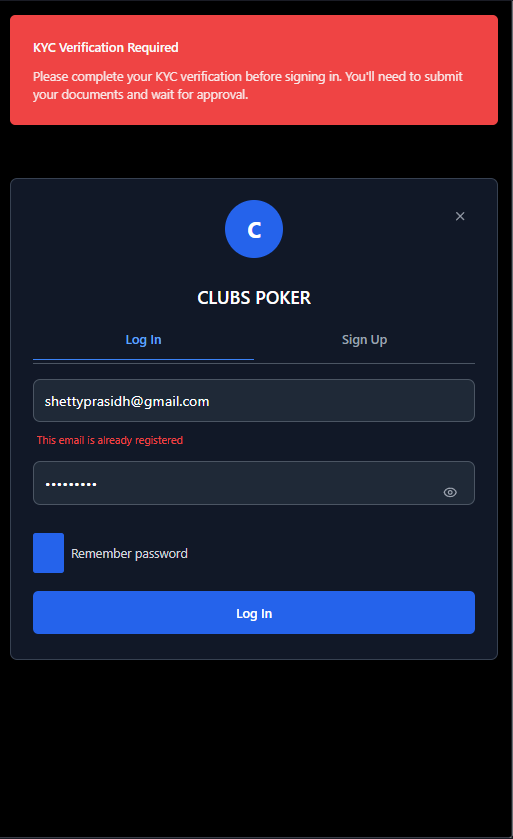 KYC Verification Required
Please complete your KYC verification before signing in. You'll need to submit
your documents and wait for approval.
C
CLUBS POKER
Log In
Sign Up
shettyprasidh@gmail.com
This email is already registered
•••••••••
Remember password
Log In